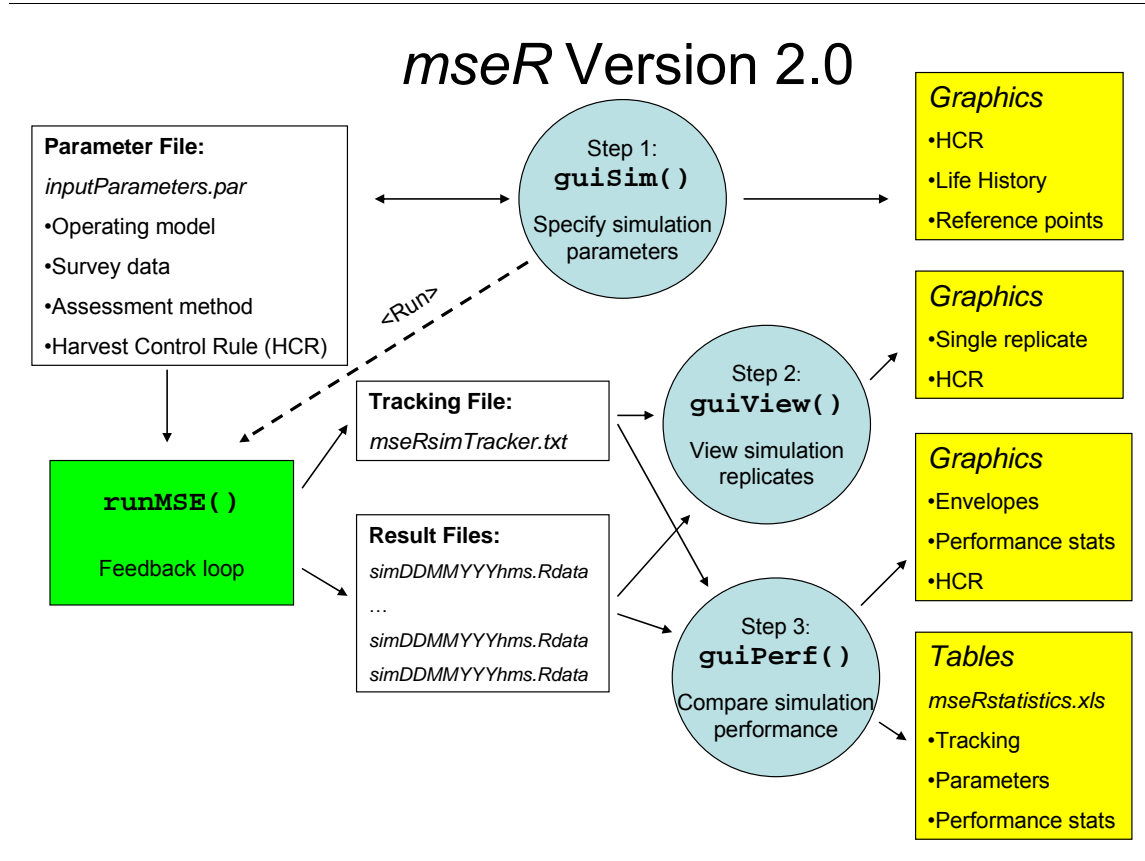 mseR Version 2.0
Parameter File:
inputParameters.par
•Operating model
•Survey data
•Assessment method
•Harvest Control Rule (HCR)
Step 1:
guiSim()
Specify simulation
parameters
Graphics
•HCR
•Life History
•Reference points
<Run>
runMSE()
Feedback loop
Tracking File:
mseRsimTracker.txt
Result Files:
simDDMMYYYhms.Rdata
…
simDDMMYYYhms.Rdata
simDDMMYYYhms.Rdata
Step 2:
guiView()
View simulation
replicates
Graphics
•Single replicate
•HCR
Step 3:
guiPerf()
Compare simulation
performance
Graphics
•Envelopes
•Performance stats
•HCR
Tables
mseRstatistics.xls
•Tracking
•Parameters
•Performance stats